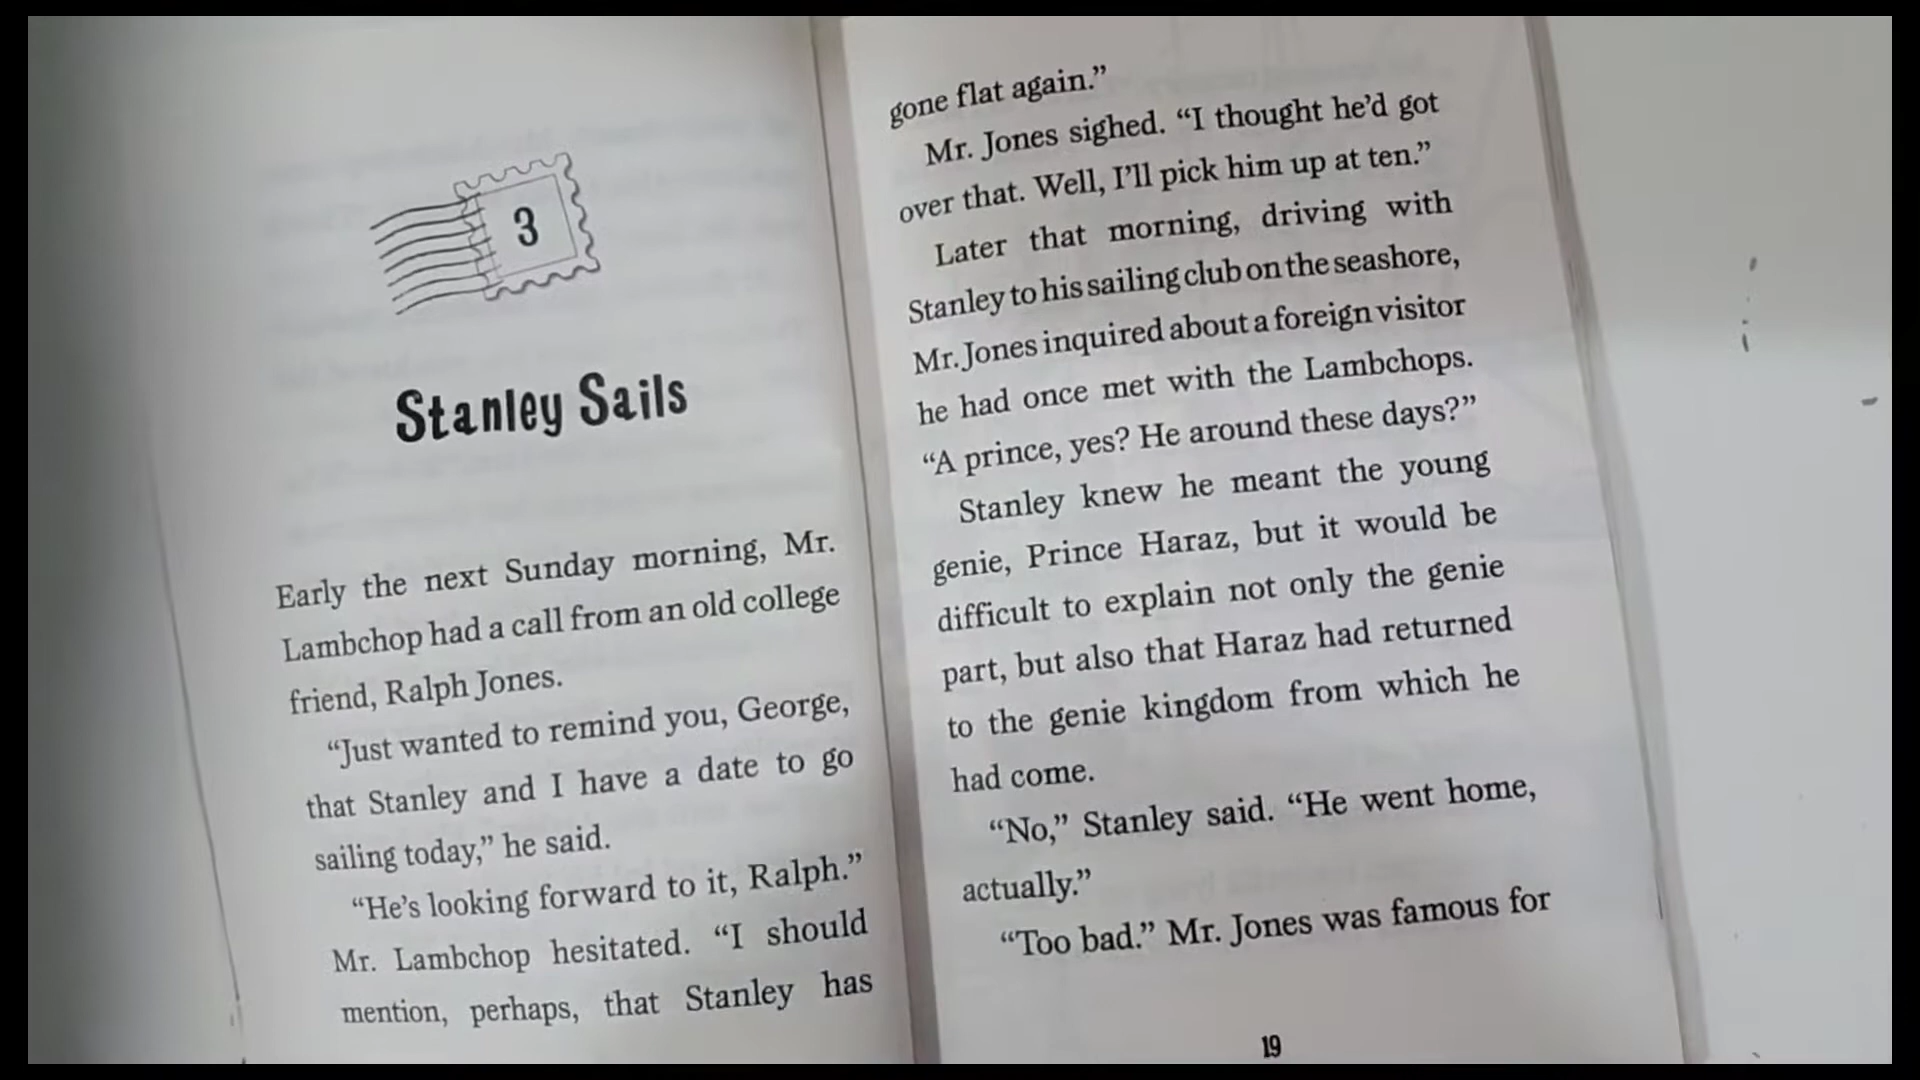 3
Stanley Sails
Early the next Sunday morning, Mr.
Lambchop had a call from an old college
friend, Ralph Jones.
“Just wanted to remind you, George,
that Stanley and I have a date to go
sailing today,” he said.
“He’s looking forward to it, Ralph.”
Mr. Lambchop hesitated. “I should
mention, perhaps, that Stanley has
gone flat again.”
Mr. Jones sighed. “I thought he’d got
over that. Well, I’ll pick him up at ten.”
Later that morning, driving with
Stanley to his sailing club on the seashore,
Mr. Jones inquired about a foreign visitor
he had once met with the Lambchops.
“A prince, yes? He around these days?”
Stanley knew he meant the young
genie, Prince Haraz, but it would be
difficult to explain not only the genie
part, but also that Haraz had returned
to the genie kingdom from which he
had come.
“No,” Stanley said. “He went home,
actually.”
“Too bad.” Mr. Jones was famous for
19